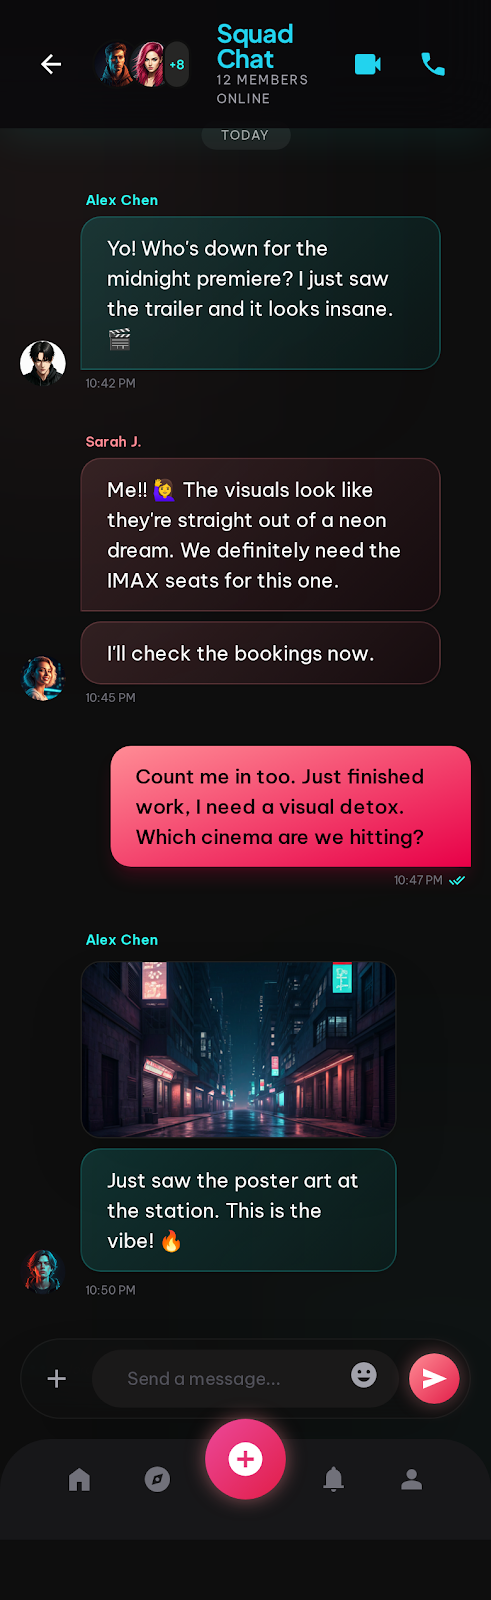 +8
Squad
Chat
12 MEMBERS
ONLINE
TODAY
Alex Chen
Yo! Who's down for the
midnight premiere? I just saw
the trailer and it looks insane.
🎬
10:42 PM
Sarah J.
Me!! 🙋‍♀️ The visuals look like
they're straight out of a neon
dream. We definitely need the
IMAX seats for this one.
I'll check the bookings now.
10:45 PM
Count me in too. Just finished
work, I need a visual detox.
Which cinema are we hitting?
10:47 PM
Alex Chen
Just saw the poster art at
the station. This is the
vibe! 🔥
10:50 PM
Send a message...